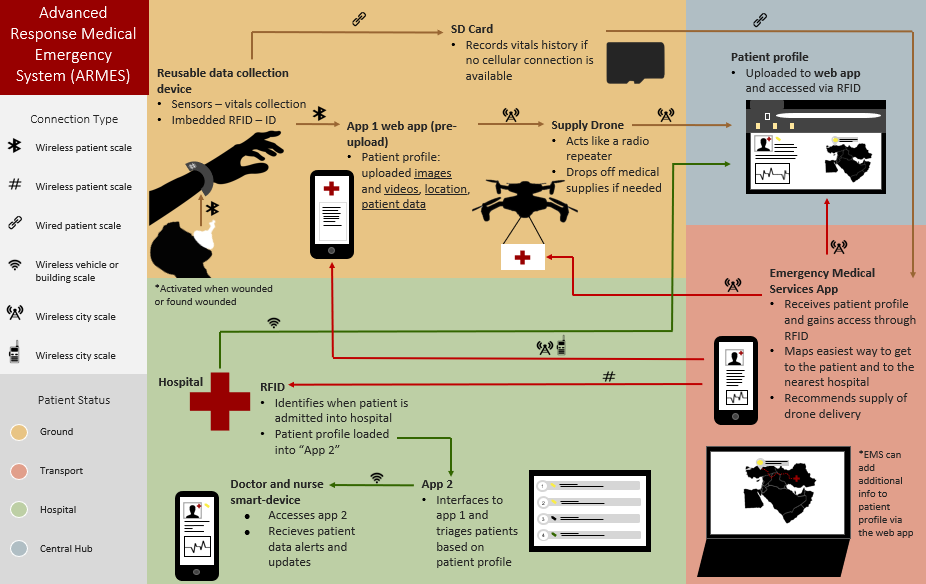 Advanced
Response Medical
Emergency
System (ARMES)
Connection Type
Wireless patient scale
#
Wireless patient scale
Wired patient scale
Wireless vehicle or
building scale
Wireless city scale
Wireless city scale
Patient Status
Ground
Transport
Hospital
Central Hub
Reusable data collection
device
• Sensors – vitals collection
• Imbedded RFID – ID
SD Card
• Records vitals history if
no cellular connection is
available
App 1 web app (pre-
upload)
• Patient profile:
uploaded images
and videos, location,
patient data
Supply Drone
• Acts like a radio
repeater
• Drops off medical
supplies if needed
Patient profile
• Uploaded to web app
and accessed via RFID
*Activated when wounded
or found wounded
Emergency Medical
Services App
• Receives patient profile
and gains access through
RFID
• Maps easiest way to get
to the patient and to the
nearest hospital
• Recommends supply of
drone delivery
*EMS can
add
additional
info to
patient
profile via
the web app
Hospital
#
RFID
• Identifies when patient is
admitted into hospital
• Patient profile loaded
into “App 2”
Doctor and nurse
smart-device
• Accesses app 2
• Recieves patient
data alerts and
updates
App 2
• Interfaces to
app 1 and
triages patients
based on
patient profile
1
2
3
4